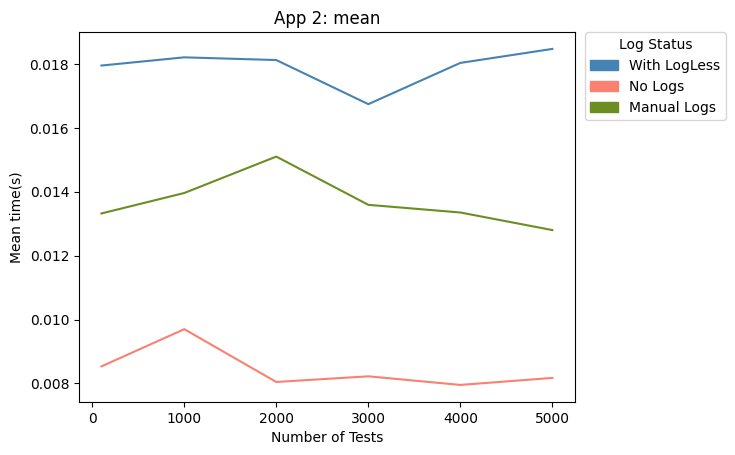 App 2: mean
Log Status
With LogLess
No Logs
Manual Logs
Mean time(s)
0.018
0.016
0.014
0.012
0.010
0.008
0
1000
2000
3000
4000
5000
Number of Tests